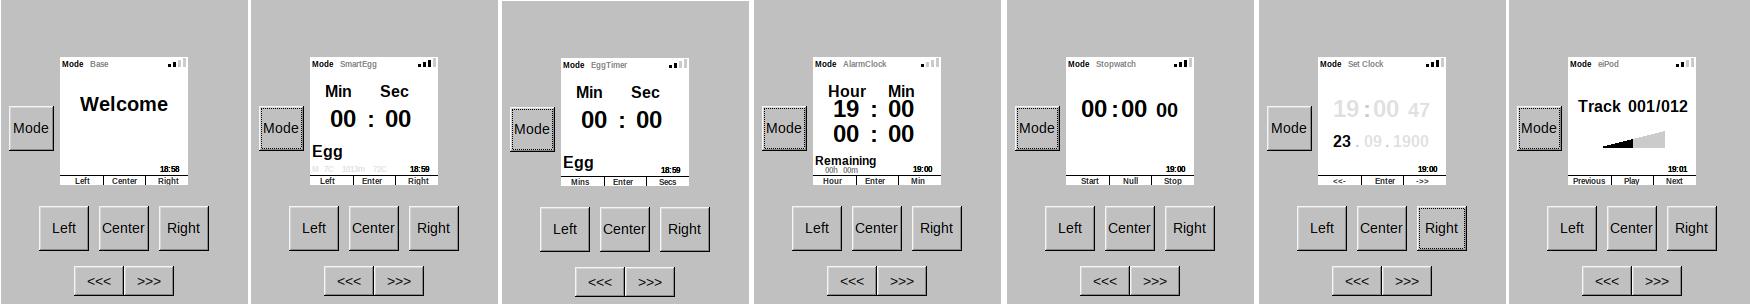 Mode Base
Welcome
18:58
Left Center Right
Mode
Left Center Right
<<< >>>
Mode SmartEgg
Min Sec
00 : 00
Egg
18:59
Left Enter Right
Mode
Left Center Right
<<< >>>
Mode EggTimer
Min Sec
00 : 00
Egg
18:59
Mins Enter Secs
Mode
Left Center Right
<<< >>>
Mode AlarmClock
Hour Min
19 : 00
00 : 00
Remaining
00h 00m
19:00
Hour Enter Min
Mode
Left Center Right
<<< >>>
Mode Stopwatch
00:00 00
19:00
Start Null Stop
Mode
Left Center Right
<<< >>>
Mode Set Clock
19:00 47
23.09.1900
19:00
<<- Enter ->>
Mode
Left Center Right
<<< >>>
Mode eiPod
Track 001/012
19:01
Previous Play Next
Mode
Left Center Right
<<< >>>